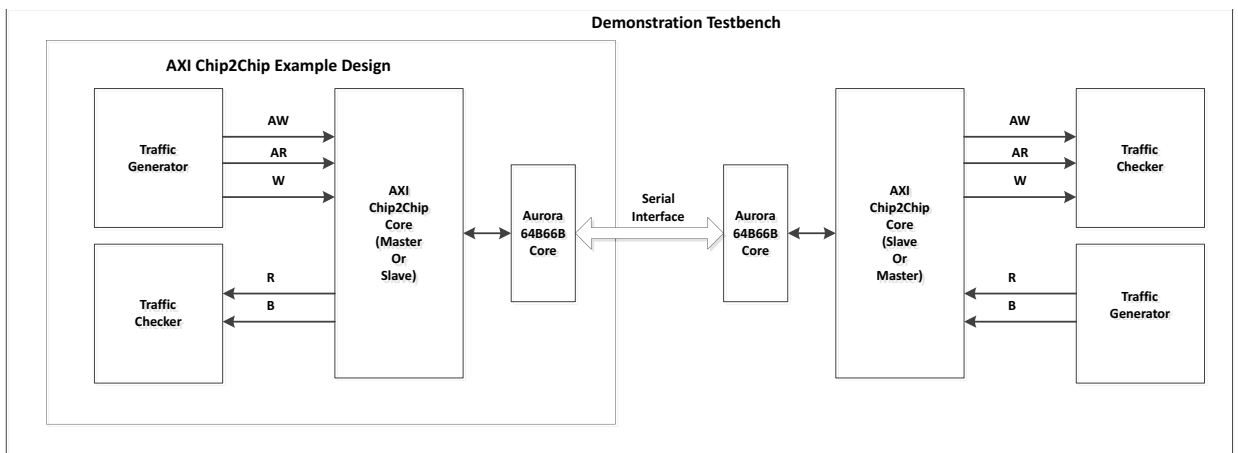 Demonstration Testbench
AXI Chip2Chip Example Design
Traffic
Generator
AW
AR
W
AXI
Chip2Chip
Core
(Master
Or
Slave)
Traffic
Checker
R
B
Aurora
64B66B
Core
Serial
Interface
Aurora
64B66B
Core
AXI
Chip2Chip
Core
(Slave
Or
Master)
AW
AR
W
Traffic
Checker
R
B
Traffic
Generator